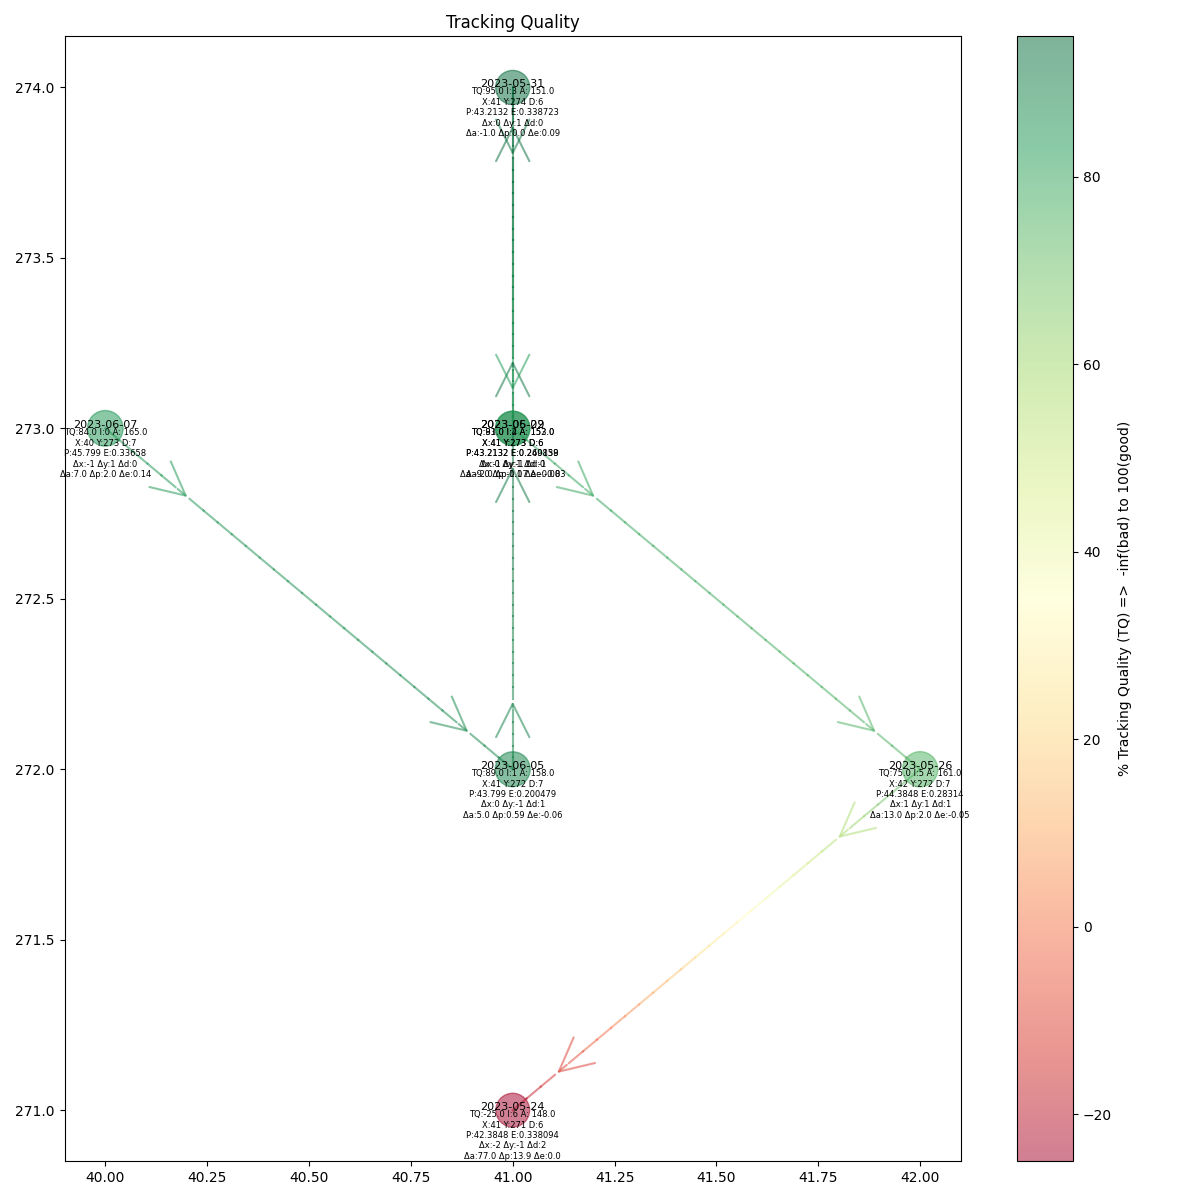 Tracking Quality
274.0
273.5
273.0
272.5
272.0
271.5
271.0
40.00
40.25
40.50
40.75
41.00
41.25
41.50
41.75
42.00
2023-05-31
TQ:95.0 I:3 A: 151.0
X:41 Y:274 D:6
P:43.2132 E:0.338723
Δx:0 Δy:1 Δd:0
Δa:-1.0 Δp:0.0 Δe:0.09
2023-06-07
TQ:84.0 I:0 A: 165.0
X:40 Y:273 D:7
P:45.799 E:0.33658
Δx:-1 Δy:1 Δd:0
Δa:7.0 Δp:2.0 Δe:0.14
X:41 Y:273 D:6
2023-06-05
TQ:89.0 I:1 A: 158.0
X:41 Y:272 D:7
P:43.799 E:0.200479
Δx:0 Δy:-1 Δd:1
Δa:5.0 Δp:0.59 Δe:-0.06
2023-05-26
TQ:75.0 I:5 A: 161.0
X:42 Y:272 D:7
P:44.3848 E:0.28314
Δx:1 Δy:1 Δd:1
Δa:13.0 Δp:2.0 Δe:-0.05
2023-05-24
TQ:-25.0 I:6 A: 148.0
X:41 Y:271 D:6
P:42.3848 E:0.338094
Δx:-2 Δy:-1 Δd:2
Δa:77.0 Δp:13.9 Δe:0.0
80
60
40
20
0
−20
% Tracking Quality (TQ) => -inf(bad) to 100(good)